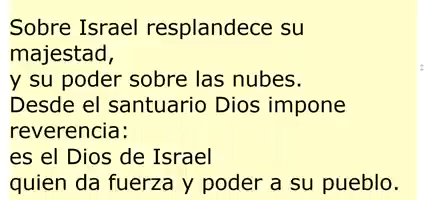 Sobre Israel resplandece su
majestad,
y su poder sobre las nubes.
Desde el santuario Dios impone
reverencia:
es el Dios de Israel
quien da fuerza y poder a su pueblo.